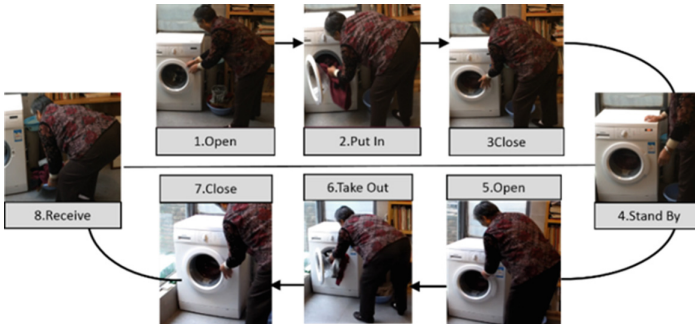 1.Open
2.Put In
3Close
4.Stand By
5.Open
6.Take Out
7.Close
8.Receive